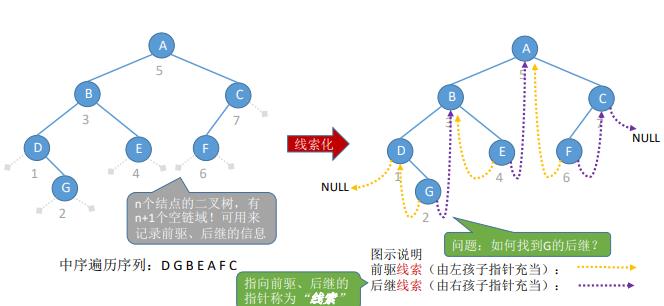 A
5
B
3
C
7
D
1
E
4
F
6
G
2
n个结点的二叉树，有
n+1个空链域！可用来
记录前驱、后继的信息
中序遍历序列：D G B E A F C
线索化
A
5
B
3
C
7
D
1
E
4
F
6
G
2
NULL
NULL
问题：如何找到G的后继？
图示说明
前驱线索（由左孩子指针充当）：
后继线索（由右孩子指针充当）：
指向前驱、后继的
指针称为“线索”